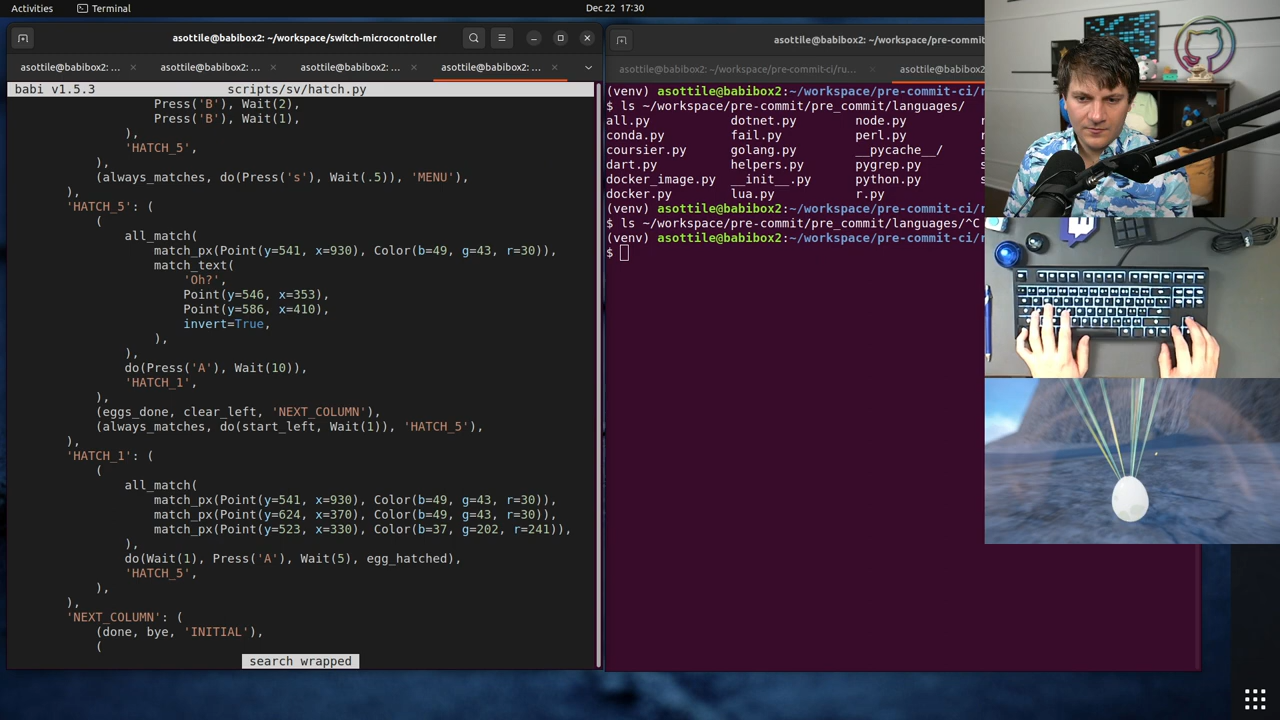 Activities
Terminal
Dec 22 17:30
asottile@babibox2: ~/workspace/switch-microcontroller
asottile@babibox2: ~/workspace/pre-commit
asottile@babibox2: ...
asottile@babibox2: ...
asottile@babibox2: ...
asottile@babibox2: ...
asottile@babibox2: ~/workspace/pre-commit-ci/ru...
asottile@babibox2:
babi v1.5.3 scripts/sv/hatch.py
Press('B'), Wait(2),
Press('B'), Wait(1),
),
'HATCH_5',
),
(always_matches, do(Press('s'), Wait(.5)), 'MENU'),
),
'HATCH_5': (
(
all_match(
match_px(Point(y=541, x=930), Color(b=49, g=43, r=30)),
match_text(
'Oh?',
Point(y=546, x=353),
Point(y=586, x=410),
invert=True,
),
),
do(Press('A'), Wait(10)),
'HATCH_1',
),
(eggs_done, clear_left, 'NEXT_COLUMN'),
(always_matches, do(start_left, Wait(1)), 'HATCH_5'),
),
'HATCH_1': (
(
all_match(
match_px(Point(y=541, x=930), Color(b=49, g=43, r=30)),
match_px(Point(y=624, x=370), Color(b=49, g=43, r=30)),
match_px(Point(y=523, x=330), Color(b=37, g=202, r=241)),
),
do(Wait(1), Press('A'), Wait(5), egg_hatched),
'HATCH_5',
),
),
'NEXT_COLUMN': (
(done, bye, 'INITIAL'),
(
search wrapped
(venv) asottile@babibox2:~/workspace/pre-commit-ci/r
$ ls ~/workspace/pre-commit/pre_commit/languages/
all.py dotnet.py node.py
conda.py fail.py perl.py
coursier.py golang.py __pycache__/
dart.py helpers.py pygrep.py
docker_image.py __init__.py python.py
docker.py lua.py r.py
(venv) asottile@babibox2:~/workspace/pre-commit-ci/r
$ ls ~/workspace/pre-commit/pre_commit/languages/^C
(venv) asottile@babibox2:~/workspace/pre-commit-ci/r
$